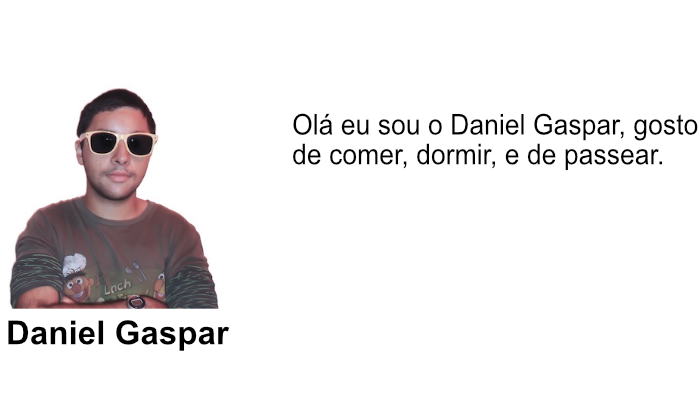 Olá eu sou o Daniel Gaspar, gosto
de comer, dormir, e de passear.
Lach
Daniel Gaspar